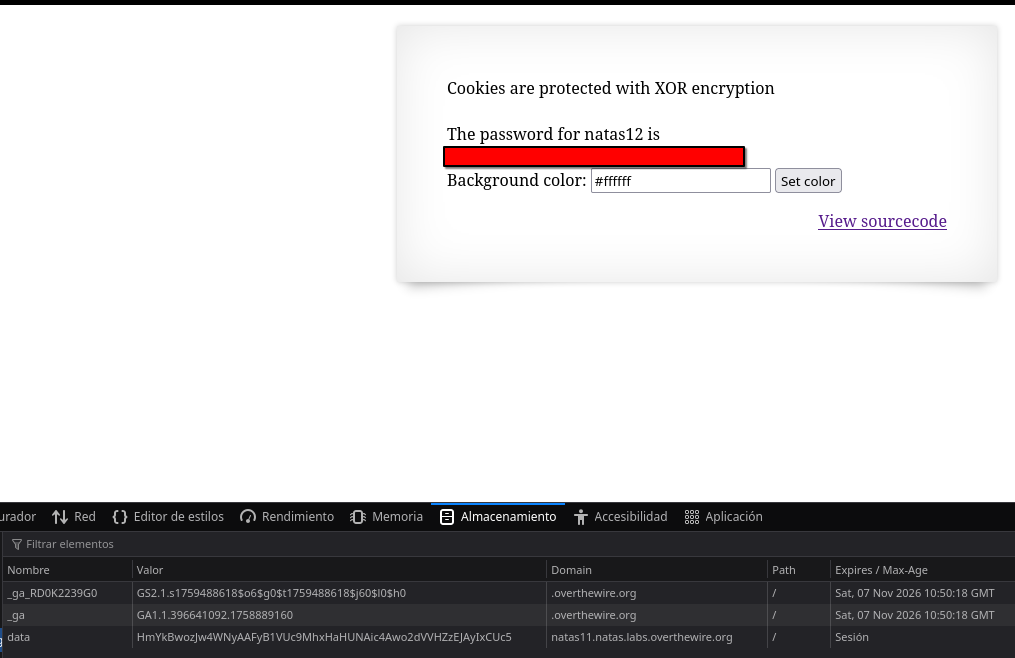 Cookies are protected with XOR encryption
The password for natas12 is
Background color: #ffffff Set color
View sourcecode
urador Red Editor de estilos Rendimiento Memoria Almacenamiento Accesibilidad Aplicación
Filtrar elementos
Nombre Valor Domain Path Expires / Max-Age
_ga_RD0K2239G0 GS2.1.s1759488618$o6$g0$t1759488618$j60$l0$h0 .overthewire.org / Sat, 07 Nov 2026 10:50:18 GMT
_ga GA1.1.396641092.1758889160 .overthewire.org / Sat, 07 Nov 2026 10:50:18 GMT
data HmYkBwozJw4WNyAAFyB1VUc9MhxHaHUNAic4Awo2dVVHZzEJAyIxCUc5 natas11.natas.labs.overthewire.org / Sesión